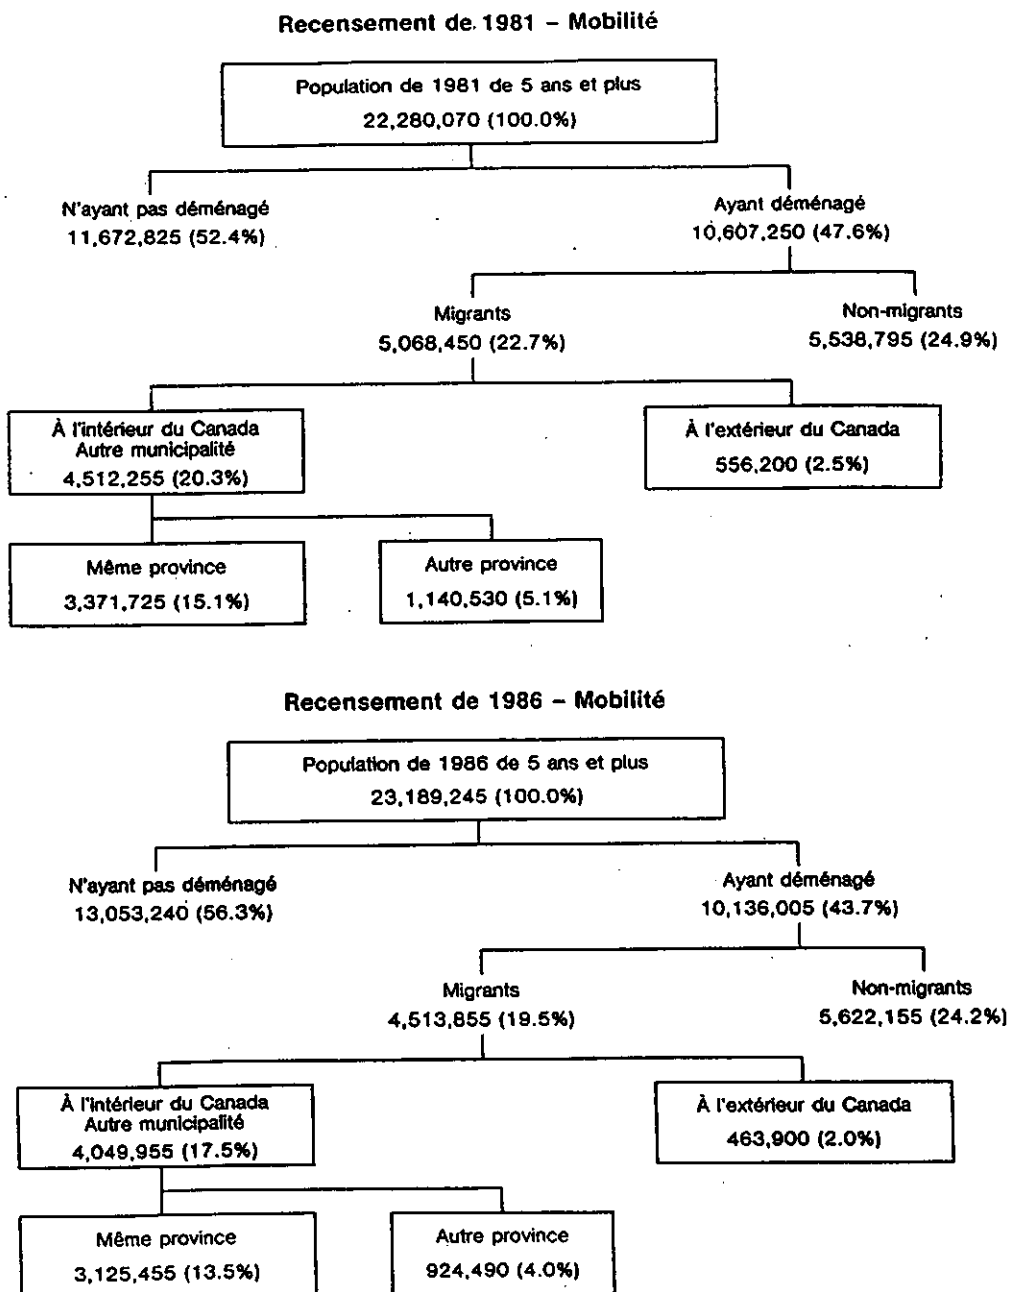 Recensement de 1981 – Mobilité
Population de 1981 de 5 ans et plus
22,280,070 (100.0%)
N'ayant pas déménagé
11,672,825 (52.4%)
Ayant déménagé
10,607,250 (47.6%)
Migrants
5,068,450 (22.7%)
Non-migrants
5,538,795 (24.9%)
À l'intérieur du Canada
Autre municipalité
4,512,255 (20.3%)
À l'extérieur du Canada
556,200 (2.5%)
Même province
3,371,725 (15.1%)
Autre province
1,140,530 (5.1%)
Recensement de 1986 – Mobilité
Population de 1986 de 5 ans et plus
23,189,245 (100.0%)
N'ayant pas déménagé
13,053,240 (56.3%)
Ayant déménagé
10,136,005 (43.7%)
Migrants
4,513,855 (19.5%)
Non-migrants
5,622,155 (24.2%)
À l'intérieur du Canada
Autre municipalité
4,049,955 (17.5%)
À l'extérieur du Canada
463,900 (2.0%)
Même province
3,125,455 (13.5%)
Autre province
924,490 (4.0%)